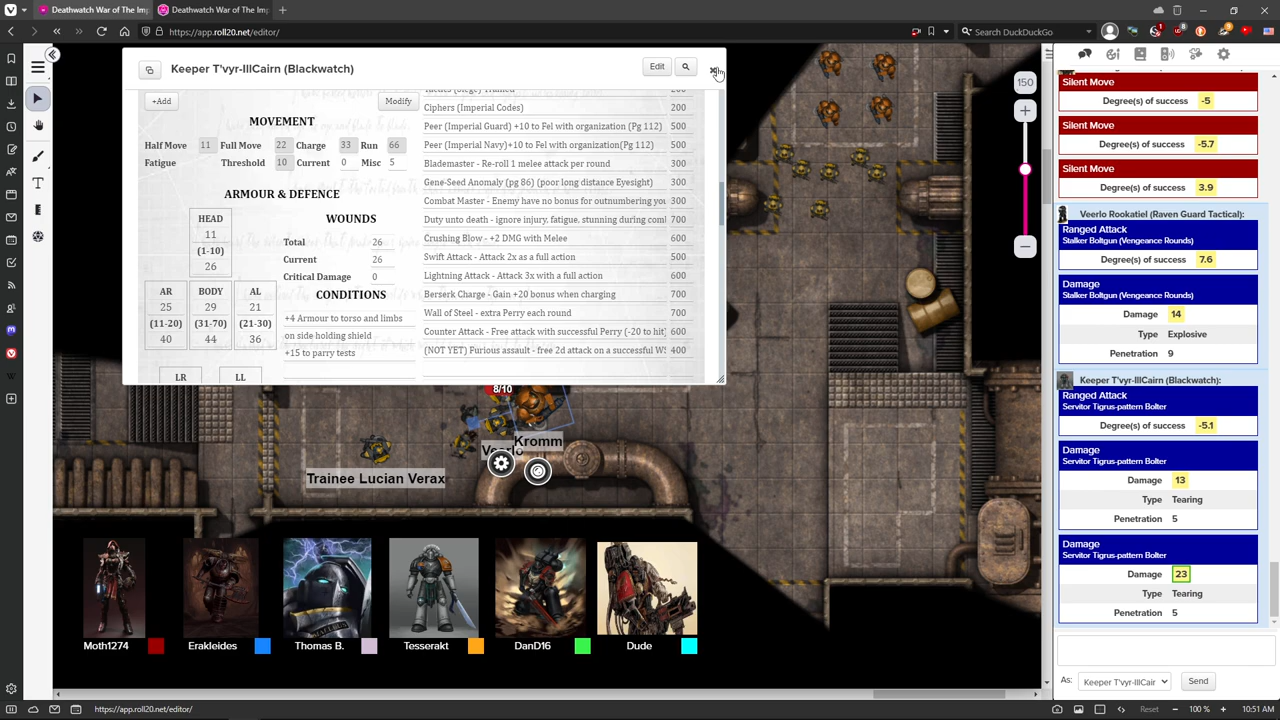 Deathwatch War of The Imp
Deathwatch War of The Imp
https://app.roll20.net/editor/
Search DuckDuckGo
Keeper T'vyr-IllCairn (Blackwatch)
Edit
+Add
Modify
MOVEMENT
Half Move 11 Full Move 22 Charge 33 Run 66
Fatigue Threshold 10 Current 0 Misc 5
ARMOUR & DEFENCE
HEAD
11
(1-10)
26
WOUNDS
Total 26
Current 26
Critical Damage 0
AR BODY AL
25 29 21
(11-20) (31-70) (21-30)
40 44 36
LR LL
CONDITIONS
+4 Armour to torso and limbs
on side holding shield
+15 to parry tests
Ciphers (Imperial Codes) 200
Peer (Imperial Guard) +10 to Fel with organization (Pg 112) 500
Peer (Imperial Navy)+10 to Fel with organization(Pg 112) 500
Blademaster - Re-roll 1 melee attack per round 300
Gene-Seed Anomaly (pg 86) (poor long distance Eyesight) 300
Combat Master - Enemy have no bonus for outnumbering you 300
Duty unto death - ignore injury, fatigue, stunning during coml 700
Crushing Blow - +2 DMG with Melee 600
Swift Attack - Attack 2x as a full action 500
Lightning Attack - Attack 3x with a full action 600
Berserk Charge - Gain +20 bonus when charging 700
Wall of Steel - extra Perry each round 700
Counter Attack - Free attack with successful Perry (-20 to hit) 600
(NOT YET) Furious assault - free 2d attack on a successful WS 400
150
8/10
Kromm
Trainee Lucian Verax
Moth1274
Erakleides
Thomas B.
Tesserakt
DanD16
Dude
Silent Move
Degree(s) of success -5
Silent Move
Degree(s) of success -5.7
Silent Move
Degree(s) of success 3.9
Veerlo Rookatiel (Raven Guard Tactical):
Ranged Attack
Stalker Boltgun (Vengeance Rounds)
Degree(s) of success 7.6
Damage
Stalker Boltgun (Vengeance Rounds)
Damage 14
Type Explosive
Penetration 9
Keeper T'vyr-IllCairn (Blackwatch):
Ranged Attack
Servitor Tigrus-pattern Bolter
Degree(s) of success -5.1
Damage
Servitor Tigrus-pattern Bolter
Damage 13
Type Tearing
Penetration 5
Damage
Servitor Tigrus-pattern Bolter
Damage 23
Type Tearing
Penetration 5
As: Keeper T'vyr-IllCair Send
https://app.roll20.net/editor/
Reset 100 % 10:51 AM